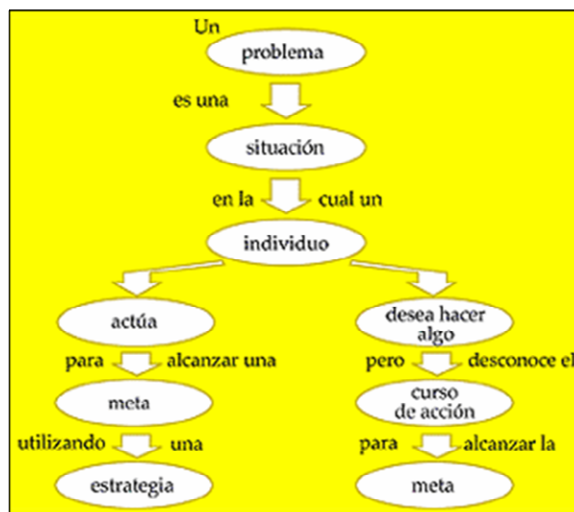 Un
problema
es una
situación
en la cual un
individuo
actúa
desea hacer
algo
para alcanzar una
pero desconoce el
meta
curso
de acción
utilizando una
para alcanzar la
estrategia
meta